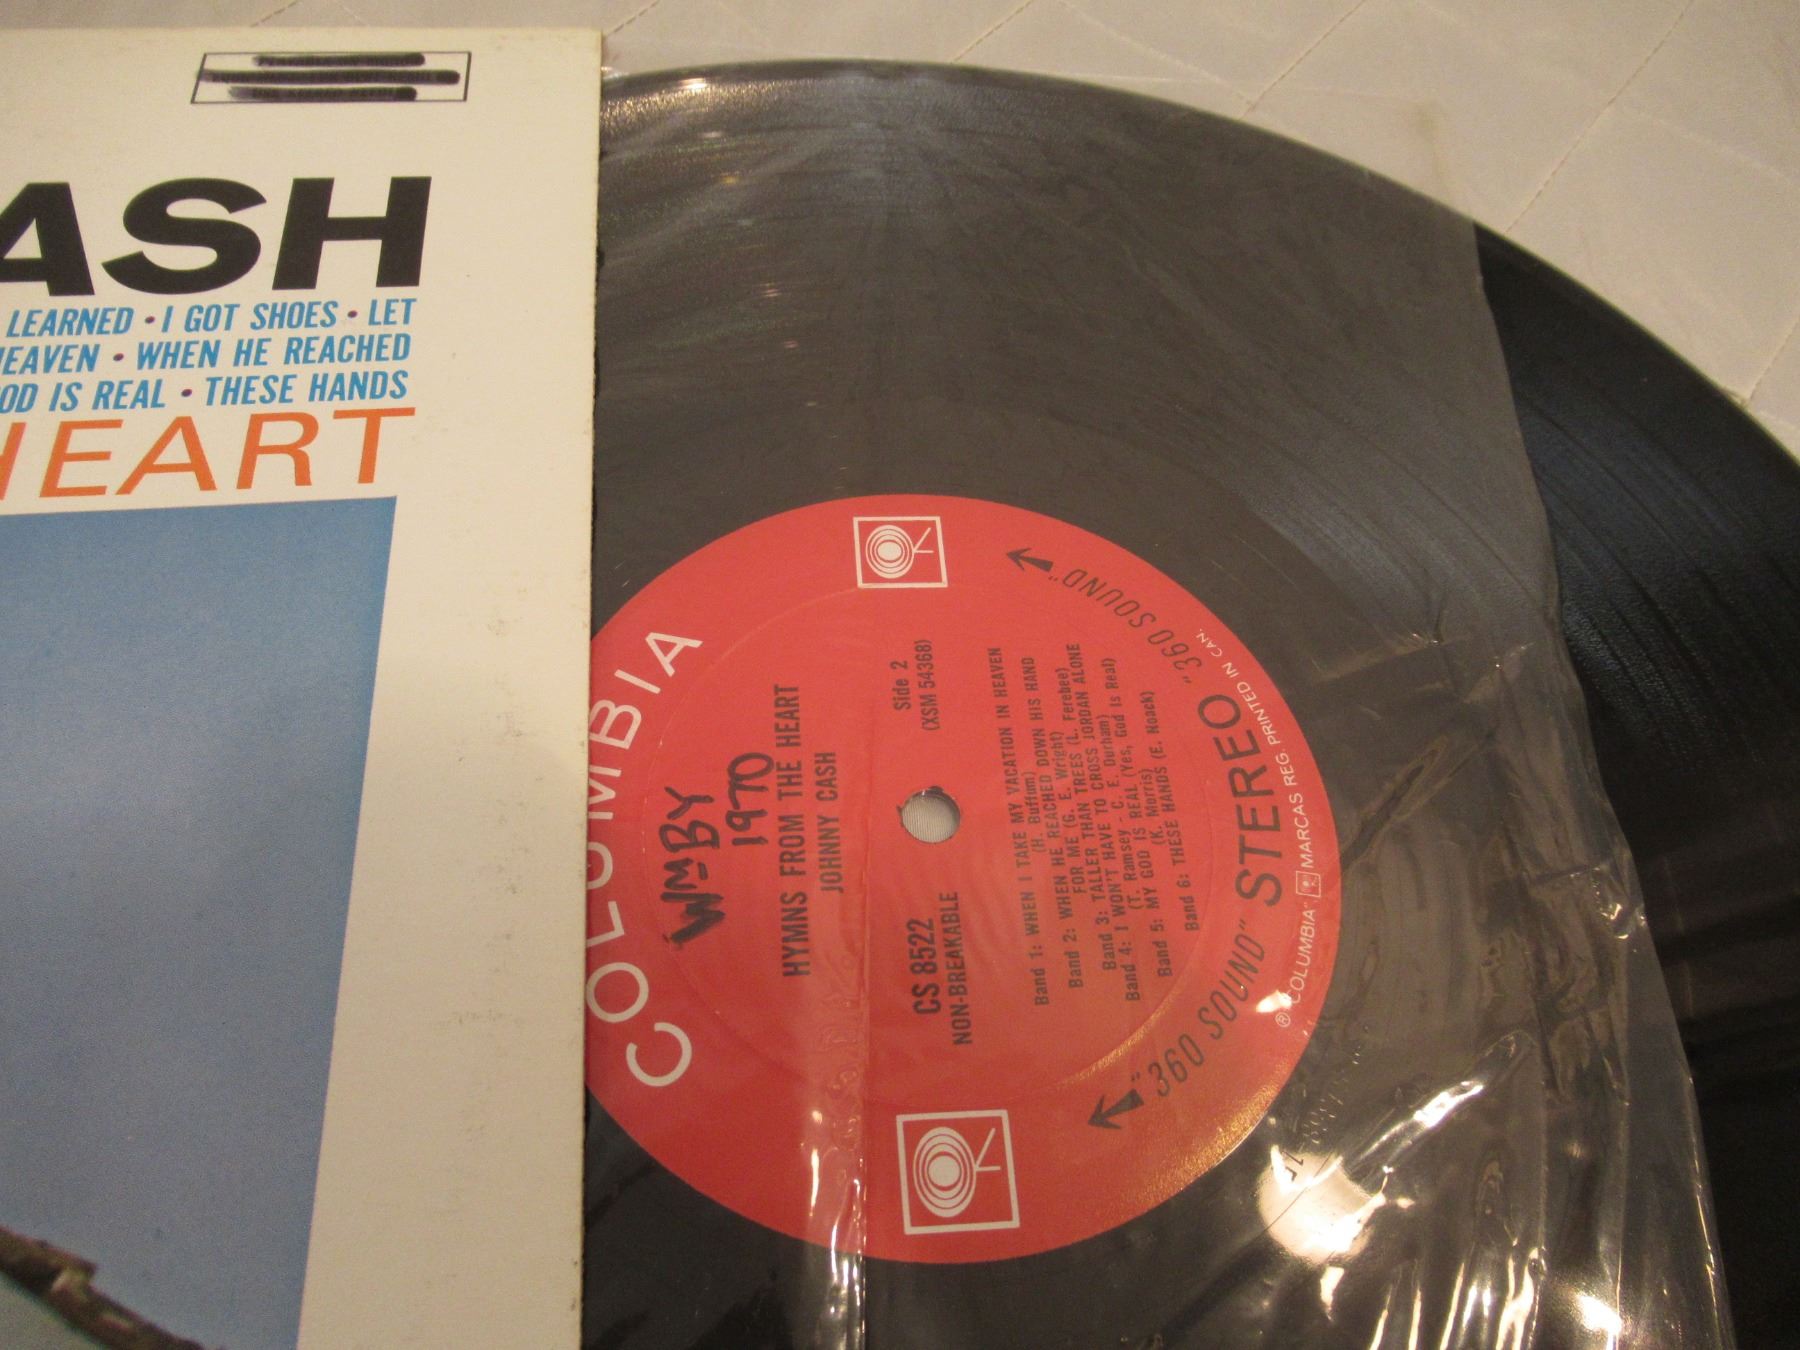 ASH
LEARNED • I GOT SHOES • LET
HEAVEN • WHEN HE REACHED
GOD IS REAL • THESE HANDS
HEART
COLUMBIA
WMBY
1970
HYMNS FROM THE HEART
JOHNNY CASH
CS 8522
NON-BREAKABLE
Side 2
(XSM 54368)
Band 1: WHEN I TAKE MY VACATION IN HEAVEN
(H. Buffum)
Band 2: WHEN HE REACHED DOWN HIS HAND
FOR ME (G. E. Wright)
Band 3: TALLER THAN TREES (L. Ferebee)
Band 4: I WON'T HAVE TO CROSS JORDAN ALONE
(T. Ramsey - C. E. Durham)
Band 5: MY GOD IS REAL (Yes, God Is Real)
(K. Morris)
Band 6: THESE HANDS (E. Noack)
"360 SOUND" STEREO "360 SOUND"
® "COLUMBIA" MARCAS REG. PRINTED IN CAN.